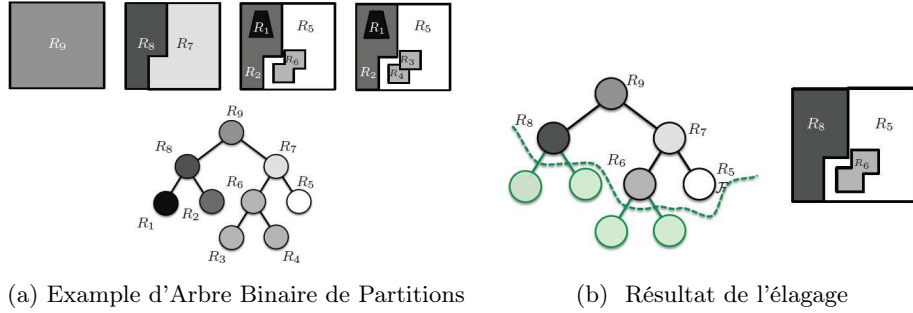 R₉
R₈ R₇
R₁ R₅
R₂ R₆
R₁ R₅
R₂ R₃
R₄
R₉
R₈ R₇
R₆ R₅
R₁ R₂
R₃ R₄
(a) Example d'Arbre Binaire de Partitions
R₉
R₈ R₇
R₆ R₅
ℱ
R₈ R₅
R₆
(b) Résultat de l'élagage